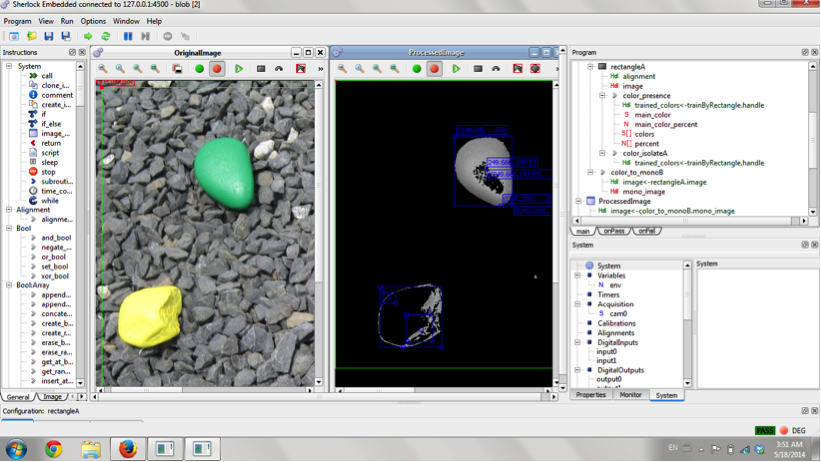 Sherlock Embedded connected to 127.0.0.1:4500 - blob [2]
Program View Run Options Window Help
Instructions
System
call
clone_i...
comment
create_i...
if
if_else
image_...
return
script
sleep
stop
subrouti...
time_co...
while
Alignment
alignme...
Bool
and_bool
negate_...
or_bool
set_bool
xor_bool
Bool:Array
append...
append...
concate...
create_b...
create_r...
erase_b...
erase_ra...
get_at_b...
get_ran...
insert_at...
General Image
OriginalImage
ProcessedImage
Program
rectangleA
alignment
image
color_presence
trained_colors<-trainByRectangle.handle
main_color
main_color_percent
colors
percent
color_isolateA
trained_colors<-trainByRectangle.handle
color_to_monoB
image<-rectangleA.image
mono_image
ProcessedImage
image<-color_to_monoB.mono_image
main onPass onFail
System
System
Variables
env
Timers
Acquisition
cam0
Calibrations
Alignments
DigitalInputs
input0
input1
DigitalOutputs
output0
System
Properties Monitor System
Configuration: rectangleA
PASS DEG
EN
3:51 AM
5/18/2014